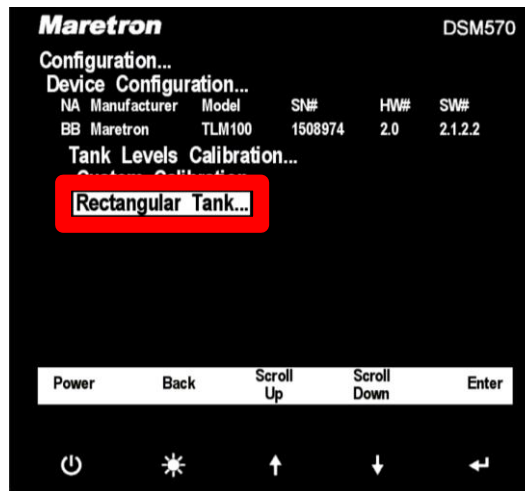 Maretron DSM570
Configuration...
Device Configuration...
NA Manufacturer Model SN# HW# SW#
BB Maretron TLM100 1508974 2.0 2.1.2.2
Tank Levels Calibration...
Rectangular Tank...
Power Back Scroll Up Scroll Down Enter